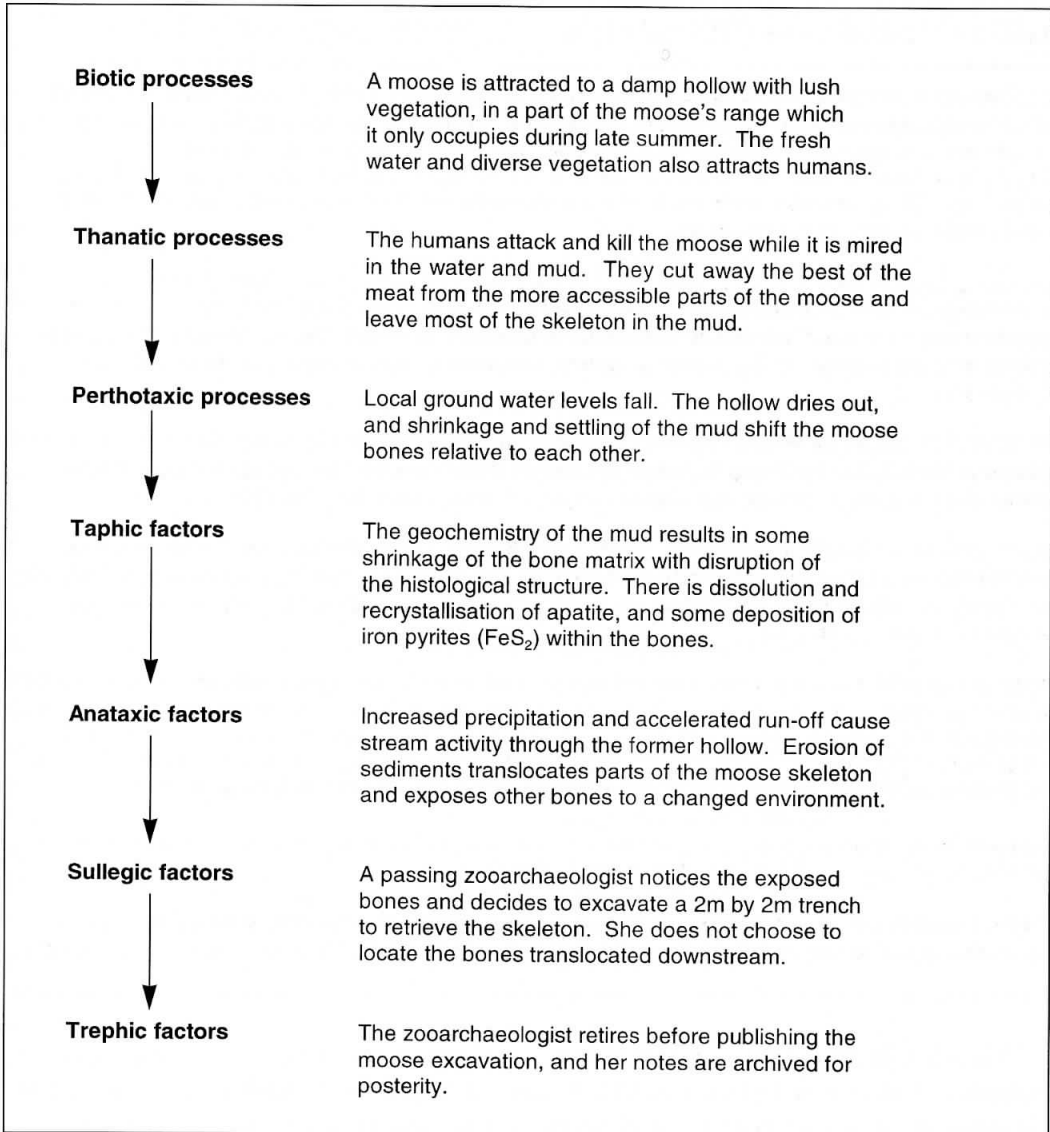 Biotic processes
A moose is attracted to a damp hollow with lush
vegetation, in a part of the moose's range which
it only occupies during late summer. The fresh
water and diverse vegetation also attracts humans.
Thanatic processes
The humans attack and kill the moose while it is mired
in the water and mud. They cut away the best of the
meat from the more accessible parts of the moose and
leave most of the skeleton in the mud.
Perthotaxic processes
Local ground water levels fall. The hollow dries out,
and shrinkage and settling of the mud shift the moose
bones relative to each other.
Taphic factors
The geochemistry of the mud results in some
shrinkage of the bone matrix with disruption of
the histological structure. There is dissolution and
recrystallisation of apatite, and some deposition of
iron pyrites (FeS₂) within the bones.
Anataxic factors
Increased precipitation and accelerated run-off cause
stream activity through the former hollow. Erosion of
sediments translocates parts of the moose skeleton
and exposes other bones to a changed environment.
Sullegic factors
A passing zooarchaeologist notices the exposed
bones and decides to excavate a 2m by 2m trench
to retrieve the skeleton. She does not choose to
locate the bones translocated downstream.
Trephic factors
The zooarchaeologist retires before publishing the
moose excavation, and her notes are archived for
posterity.